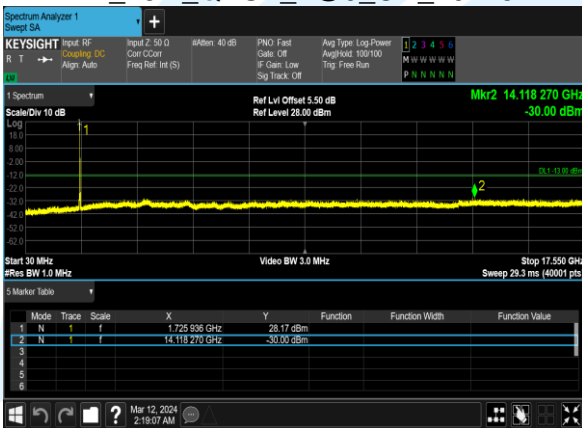 Spectrum Analyzer 1
Swept SA
+
KEYSIGHT
R T
LW
Input: RF
Coupling: DC
Align: Auto
Input Z: 50 Ω
Corr CCorr
Freq Ref: Int (S)
#Atten: 40 dB
PNO: Fast
Gate: Off
IF Gain: Low
Sig Track: Off
Avg Type: Log-Power
Avg|Hold: 100/100
Trig: Free Run
1 2 3 4 5 6
M W W W W W
P N N N N N
1 Spectrum
Scale/Div 10 dB
Ref Lvl Offset 5.50 dB
Ref Level 28.00 dBm
Mkr2 14.118 270 GHz
-30.00 dBm
Log
18.0
8.00
-2.00
-12.0
-22.0
-32.0
-42.0
-52.0
-62.0
1
2
DL1 -13.00 dBm
Start 30 MHz
#Res BW 1.0 MHz
Video BW 3.0 MHz
Stop 17.550 GHz
Sweep 29.3 ms (40001 pts)
5 Marker Table
Mode Trace Scale X Y Function Function Width Function Value
1 N 1 f 1.725 936 GHz 28.17 dBm
2 N 1 f 14.118 270 GHz -30.00 dBm
3
4
5
6
?
Mar 12, 2024
2:19:07 AM